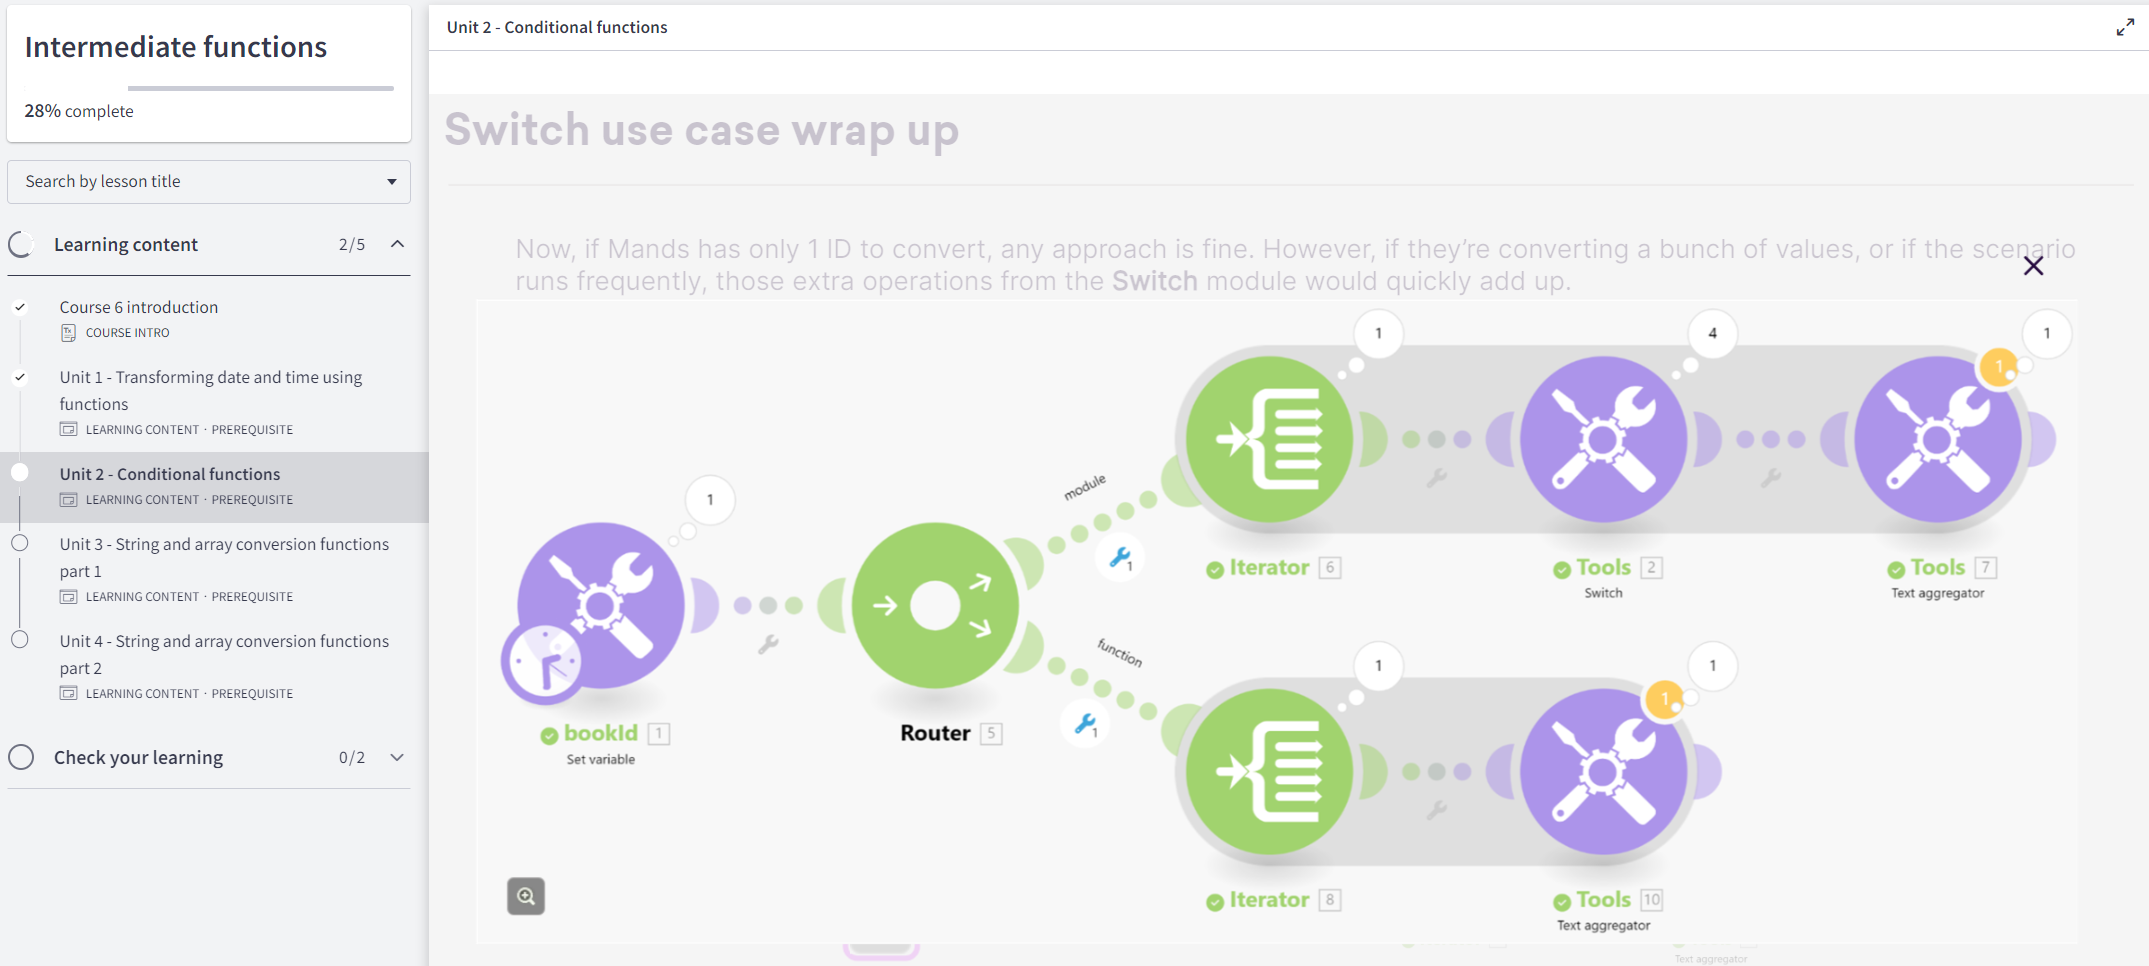 Intermediate functions
28% complete
Search by lesson title
Learning content 2/5
Course 6 introduction
COURSE INTRO
Unit 1 - Transforming date and time using
functions
LEARNING CONTENT · PREREQUISITE
Unit 2 - Conditional functions
LEARNING CONTENT · PREREQUISITE
Unit 3 - String and array conversion functions
part 1
LEARNING CONTENT · PREREQUISITE
Unit 4 - String and array conversion functions
part 2
LEARNING CONTENT · PREREQUISITE
Check your learning 0/2
Unit 2 - Conditional functions
Switch use case wrap up
Now, if Mands has only 1 ID to convert, any approach is fine. However, if they're converting a bunch of values, or if the scenario
runs frequently, those extra operations from the Switch module would quickly add up.
1
4
1
1
module
1
Iterator 6
Tools 2
Switch
Tools 7
Text aggregator
1
function
1
bookId 1
Set variable
Router 5
1
1
1
1
Iterator 8
Tools 10
Text aggregator
Text aggregator